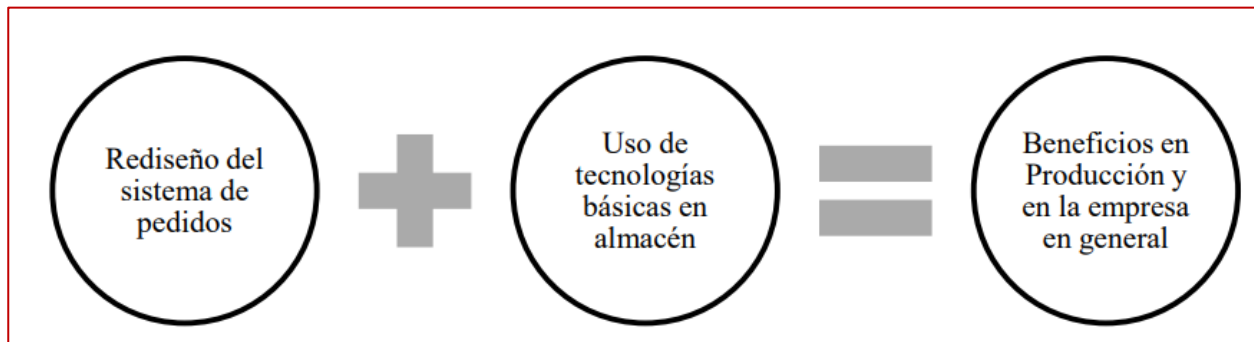 Rediseño del
sistema de
pedidos
Uso de
tecnologías
básicas en
almacén
Beneficios en
Producción y
en la empresa
en general